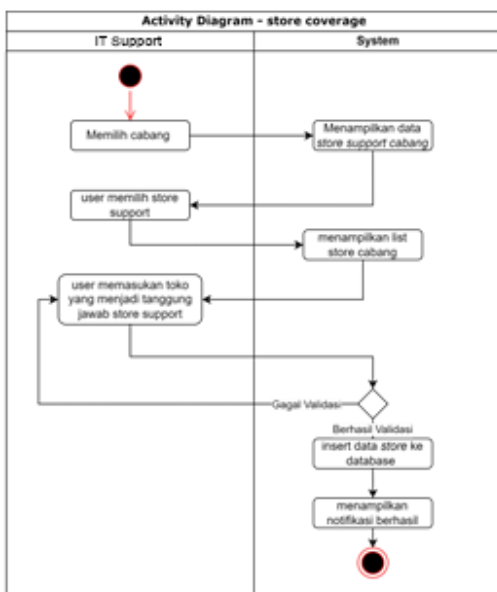 Activity Diagram - store coverage
IT Support
System
Memilih cabang
Menampilkan data
store support cabang
user memilih store
support
menampilkan list
store cabang
user memasukan toko
yang menjadi tanggung
jawab store support
Gagal Validasi
Berhasil Validasi
insert data store ke
database
menampilkan
notifikasi berhasil